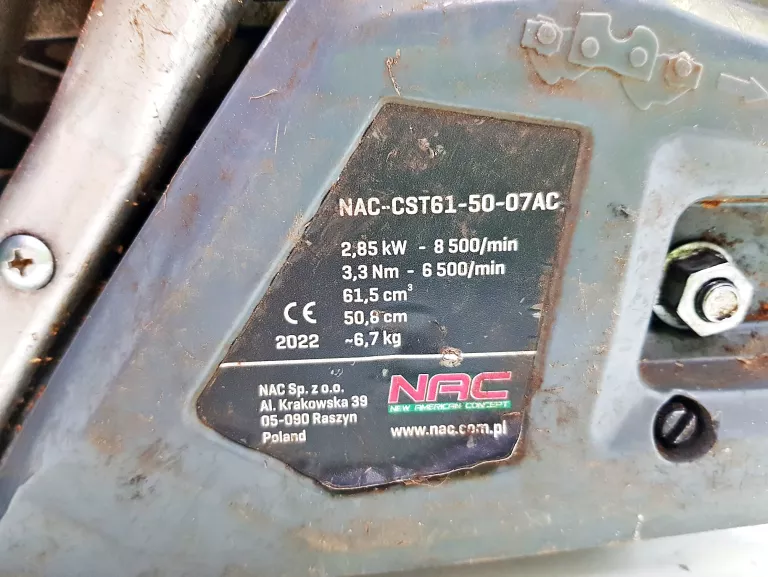 NAC-CST61-50-07AC
2,85 kW - 8 500/min
3,3 Nm - 6 500/min
61,5 cm³
50,8 cm
CE
2022 ~6,7 kg
NAC Sp. z o.o.
Al. Krakowska 39
05-090 Raszyn
Poland
NAC
NEW AMERICAN CONCEPT
www.nac.com.pl